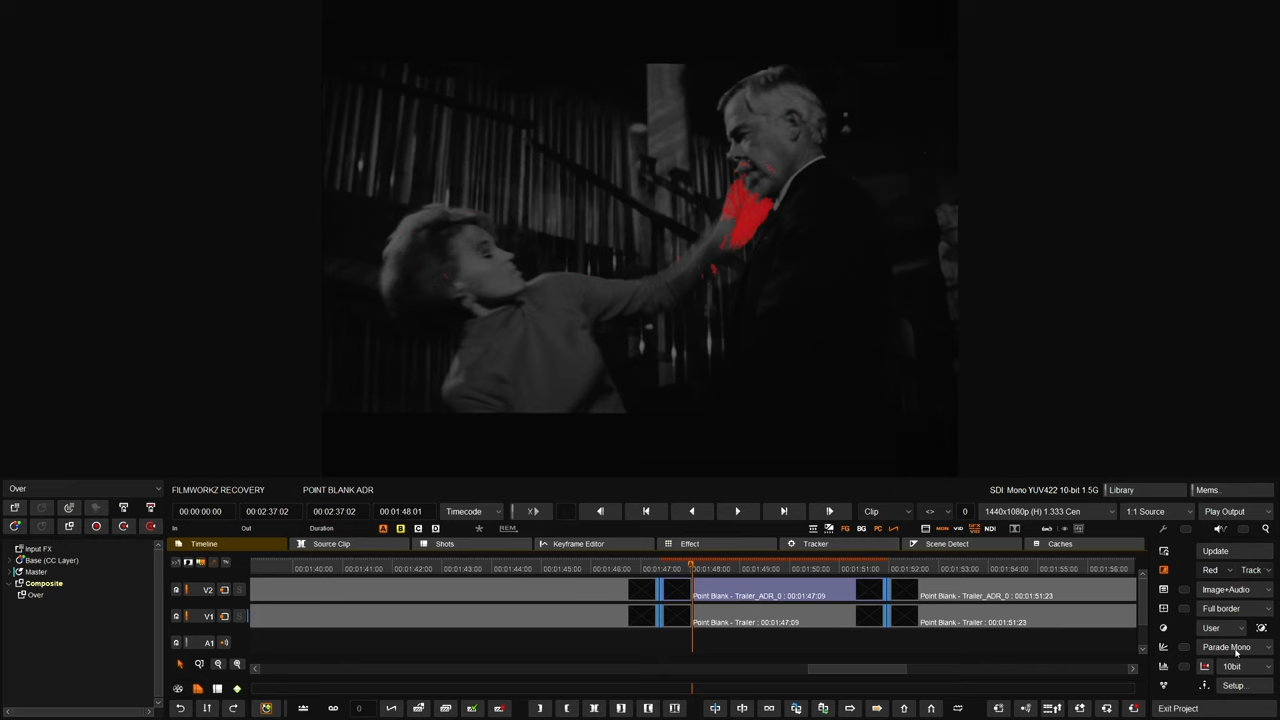 Over
FILMWORKZ RECOVERY POINT BLANK ADR SDI: Mono YUV422 10-bit 1.5G Library Mems..
00:00:00:00 00:02:37:02 00:02:37:02 00:01:48:01 Timecode Clip <> 0 1440x1080p (H) 1.333 Cen 1:1 Source Play Output
In Out Duration A B C D REM FG BG PC MON VID GFX VID NDI
Timeline Source Clip Shots Keyframe Editor Effect Tracker Scene Detect Caches
Input FX
Base (CC Layer)
Master
Composite
Over
00:01:40:00 00:01:41:00 00:01:42:00 00:01:43:00 00:01:44:00 00:01:45:00 00:01:46:00 00:01:47:00 00:01:48:00 00:01:49:00 00:01:50:00 00:01:51:00 00:01:52:00 00:01:53:00 00:01:54:00 00:01:55:00 00:01:56:00
V2 S Point Blank - Trailer_ADR_0 : 00:01:47:09 Point Blank - Trailer_ADR_0 : 00:01:51:23
V1 S Point Blank - Trailer : 00:01:47:09 Point Blank - Trailer : 00:01:51:23
A1
0
Update
Red Track
Image+Audio
Full border
User
Parade Mono
10bit
Setup...
Exit Project